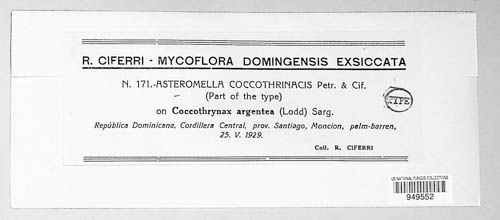 R. CIFERRI - MYCOFLORA DOMINGENSIS EXSICCATA
N. 171.-ASTEROMELLA COCCOTHRINACIS Petr. & Cif.
(Part of the type)
TYPE
on Coccothrynax argentea (Lodd) Sarg.
República Dominicana, Cordillera Central, prov. Santiago, Moncion, palm-barren,
25. V. 1929.
Coll. R. CIFERRI
US NATIONAL FUNGUS COLLECTIONS
949552